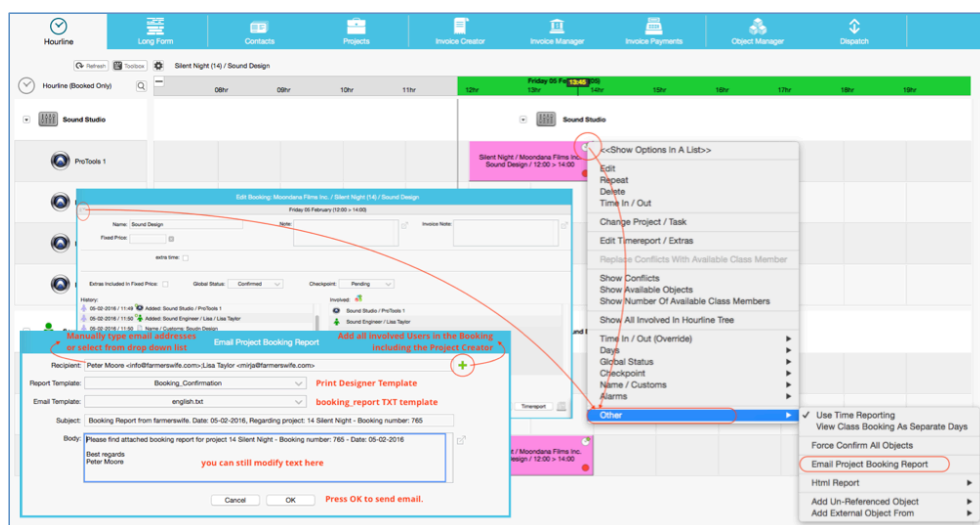 Hourline
Long Form
Contacts
Projects
Invoice Creator
Invoice Manager
Invoice Payments
Object Manager
Dispatch
Refresh
Toolbox
Silent Night (14) / Sound Design
Hourline (Booked Only)
Friday 05
13:45
08hr 09hr 10hr 11hr 12hr 13hr 14hr 15hr 16hr 17hr 18hr 19hr
Sound Studio
Sound Studio
ProTools 1
Silent Night / Moondana Films Inc.
Sound Design / 12:00 > 14:00
<<Show Options In A List>>
Edit
Repeat
Delete
Time In / Out
Change Project / Task
Edit Timereport / Extras
Replace Conflicts With Available Class Member
Show Conflicts
Show Available Objects
Show Number Of Available Class Members
Show All Involved In Hourline Tree
Time In / Out (Override)
Days
Global Status
Checkpoint
Name / Customs
Alarms
Other
Use Time Reporting
View Class Booking As Separate Days
Force Confirm All Objects
Email Project Booking Report
Html Report
Add Un-Referenced Object
Add External Object From
Edit Booking: Moondana Films Inc. / Silent Night (14) / Sound Design
Friday 05 February (12:00 > 14:00)
Name: Sound Design
Note:
Invoice Note:
Fixed Price:
extra time:
Extras Included In Fixed Price:
Global Status: Confirmed
Checkpoint: Pending
History:
Involved:
05-02-2016 / 11:49 Added: Sound Studio / ProTools 1
Sound Studio / ProTools 1
05-02-2016 / 11:50 Added: Sound Engineer / Lisa Taylor
Sound Engineer / Lisa Taylor
05-02-2016 / 11:50 Name / Customs:
Timereport
Email Project Booking Report
Manually type email addresses
or select from drop down list
Add all involved Users in the Booking
including the Project Creator
Recipient: Peter Moore <info@farmerswife.com>;Lisa Taylor <mirja@farmerswife.com>
Report Template: Booking_Confirmation
Print Designer Template
Email Template: english.txt
booking_report TXT template
Subject: Booking Report from farmerswife. Date: 05-02-2016, Regarding project: 14 Silent Night - Booking number: 765
Body: Please find attached booking report for project 14 Silent Night - Booking number: 765 - Date: 05-02-2016
Best regards
Peter Moore
you can still modify text here
Cancel
OK
Press OK to send email.
/ Moondana Films Inc.
esign / 12:00 > 14:00